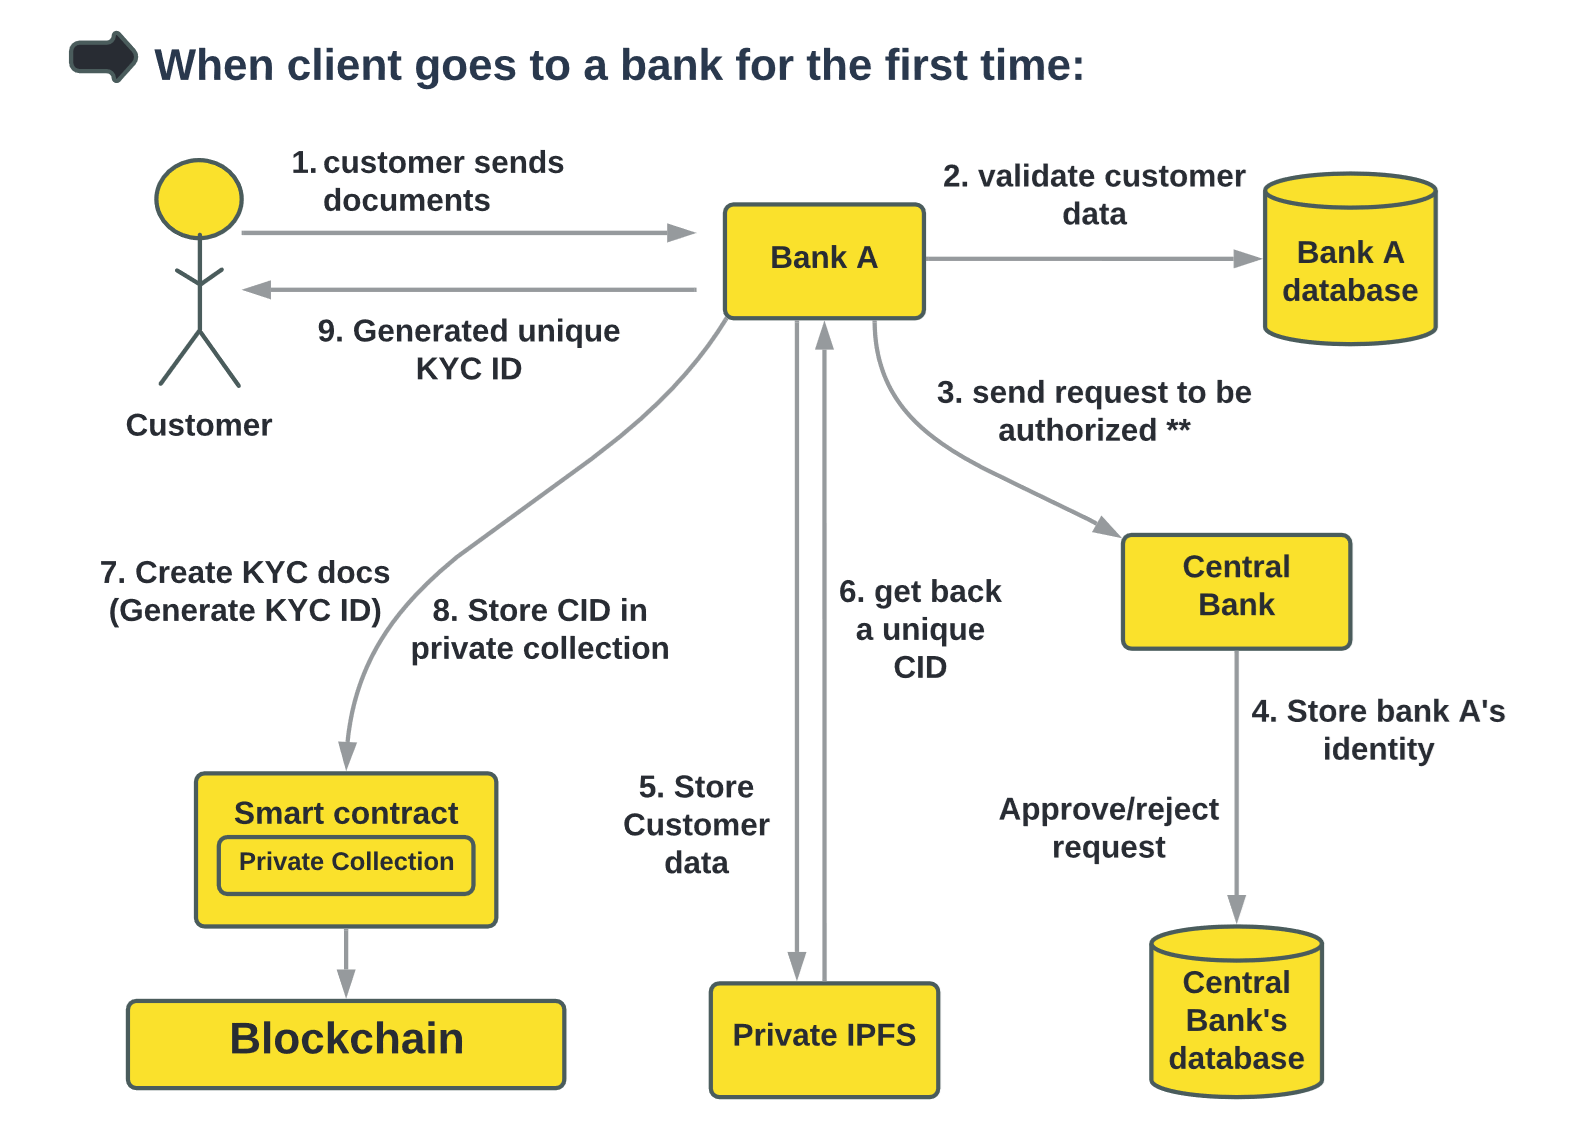 When client goes to a bank for the first time:
1. customer sends
documents
2. validate customer
data
Bank A
Bank A
database
9. Generated unique
KYC ID
Customer
3. send request to be
authorized **
Central
Bank
7. Create KYC docs
(Generate KYC ID)
8. Store CID in
private collection
6. get back
a unique
CID
4. Store bank A's
identity
5. Store
Customer
data
Approve/reject
request
Smart contract
Private Collection
Blockchain
Private IPFS
Central
Bank's
database